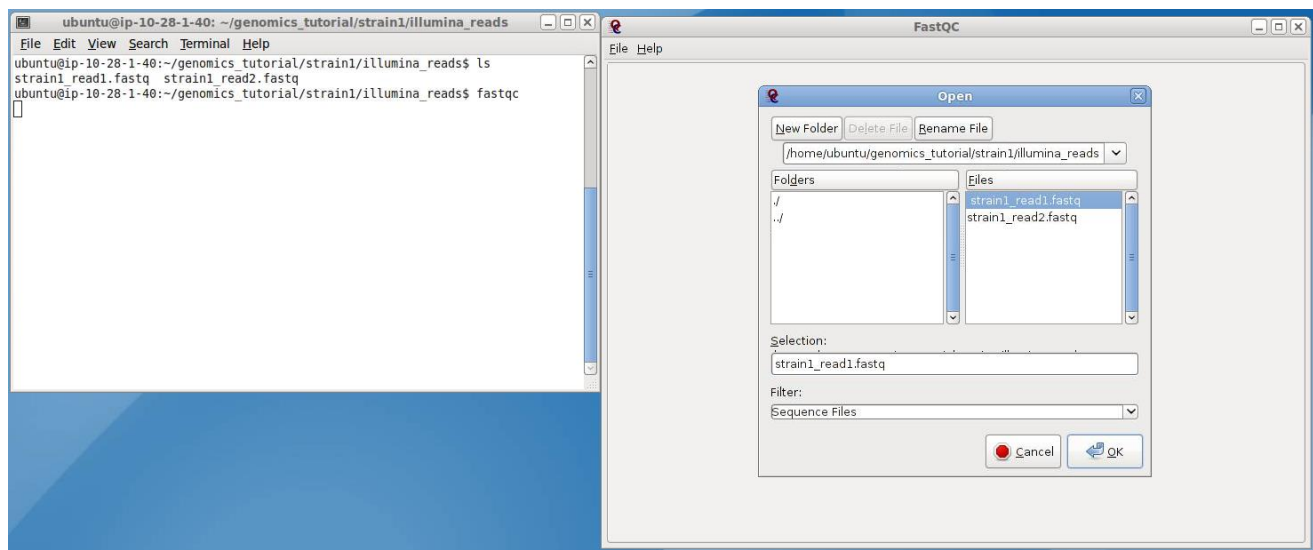 ubuntu@ip-10-28-1-40: ~/genomics_tutorial/strain1/illumina_reads
File Edit View Search Terminal Help
ubuntu@ip-10-28-1-40:~/genomics_tutorial/strain1/illumina_reads$ ls
strain1_read1.fastq strain1_read2.fastq
ubuntu@ip-10-28-1-40:~/genomics_tutorial/strain1/illumina_reads$ fastqc
FastQC
File Help
Open
New Folder Delete File Rename File
/home/ubuntu/genomics_tutorial/strain1/illumina_reads
Folders Files
./ strain1_read1.fastq
../ strain1_read2.fastq
Selection:
strain1_read1.fastq
Filter:
Sequence Files
Cancel OK